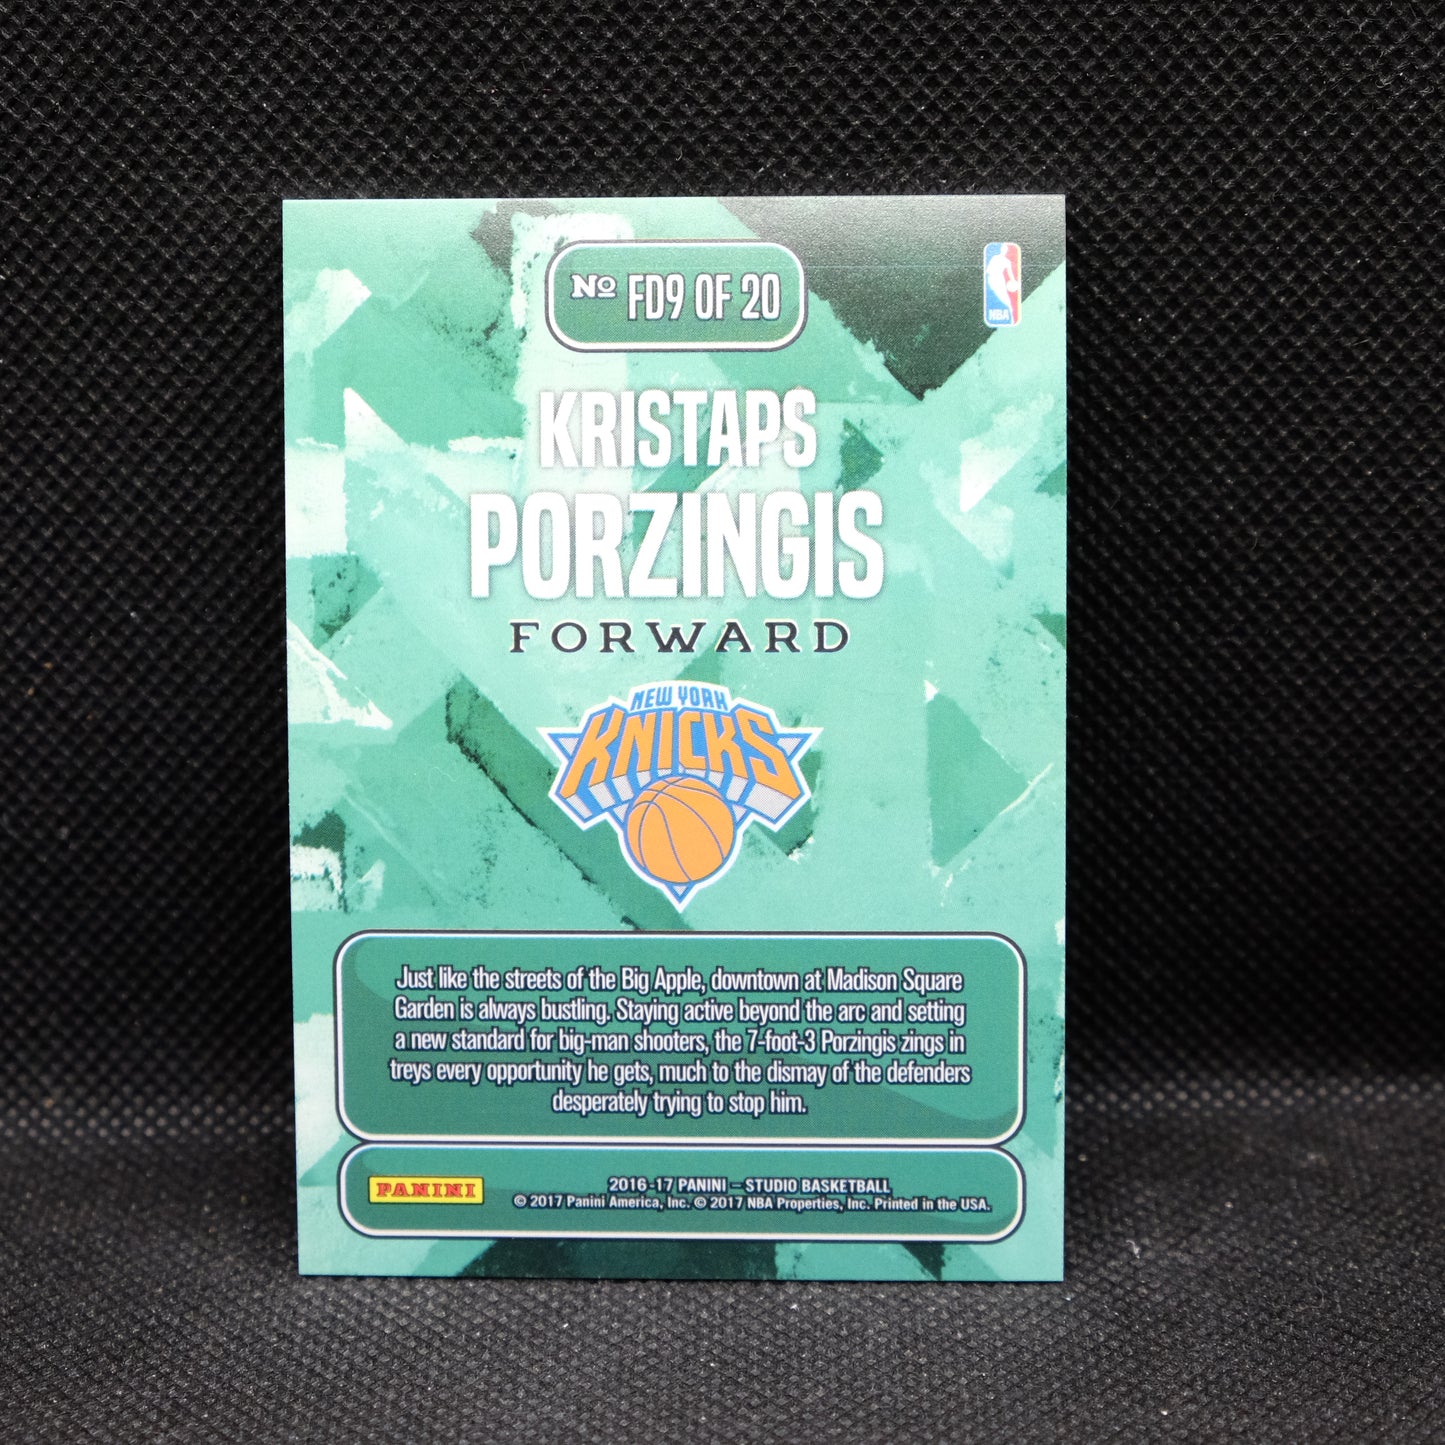 Nº FD9 OF 20
NBA
KRISTAPS
PORZINGIS
FORWARD
NEW YORK
KNICKS
Just like the streets of the Big Apple, downtown at Madison Square
Garden is always bustling. Staying active beyond the arc and setting
a new standard for big-man shooters, the 7-foot-3 Porzingis zings in
treys every opportunity he gets, much to the dismay of the defenders
desperately trying to stop him.
PANINI
2016-17 PANINI – STUDIO BASKETBALL
© 2017 Panini America, Inc. © 2017 NBA Properties, Inc. Printed in the USA.